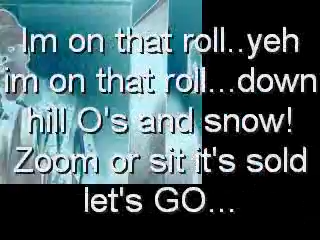 Im on that roll..yeh
im on that roll...down
hill O's and snow!
Zoom or sit it's sold
let's GO...